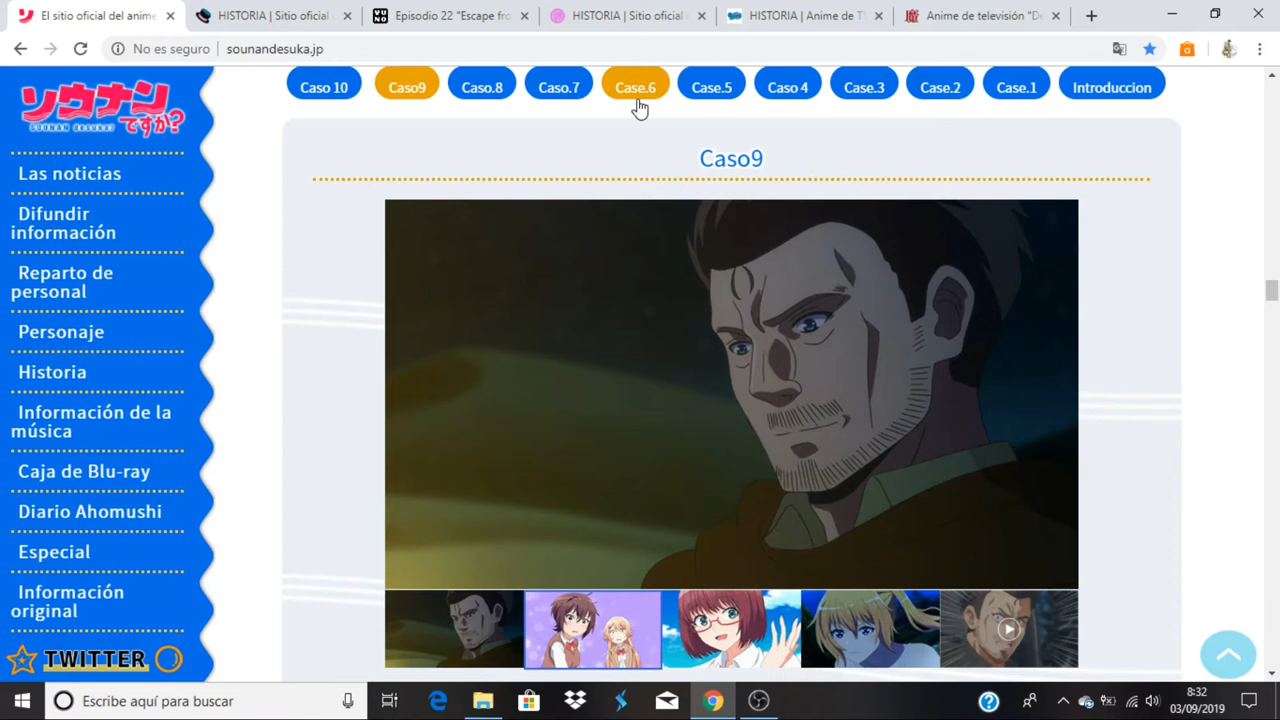 El sitio oficial del anime
HISTORIA | Sitio oficial
Episodio 22 "Escape fro
HISTORIA | Sitio oficial
HISTORIA | Anime de T
Anime de televisión "De
No es seguro
sounandesuka.jp
ソウナンですか?
SOUNAN desuka?
Las noticias
Difundir
información
Reparto de
personal
Personaje
Historia
Información de la
música
Caja de Blu-ray
Diario Ahomushi
Especial
Información
original
TWITTER
Caso 10
Caso9
Caso.8
Caso.7
Case.6
Case.5
Caso 4
Case.3
Case.2
Case.1
Introduccion
Caso9
Escribe aquí para buscar
8:32
03/09/2019